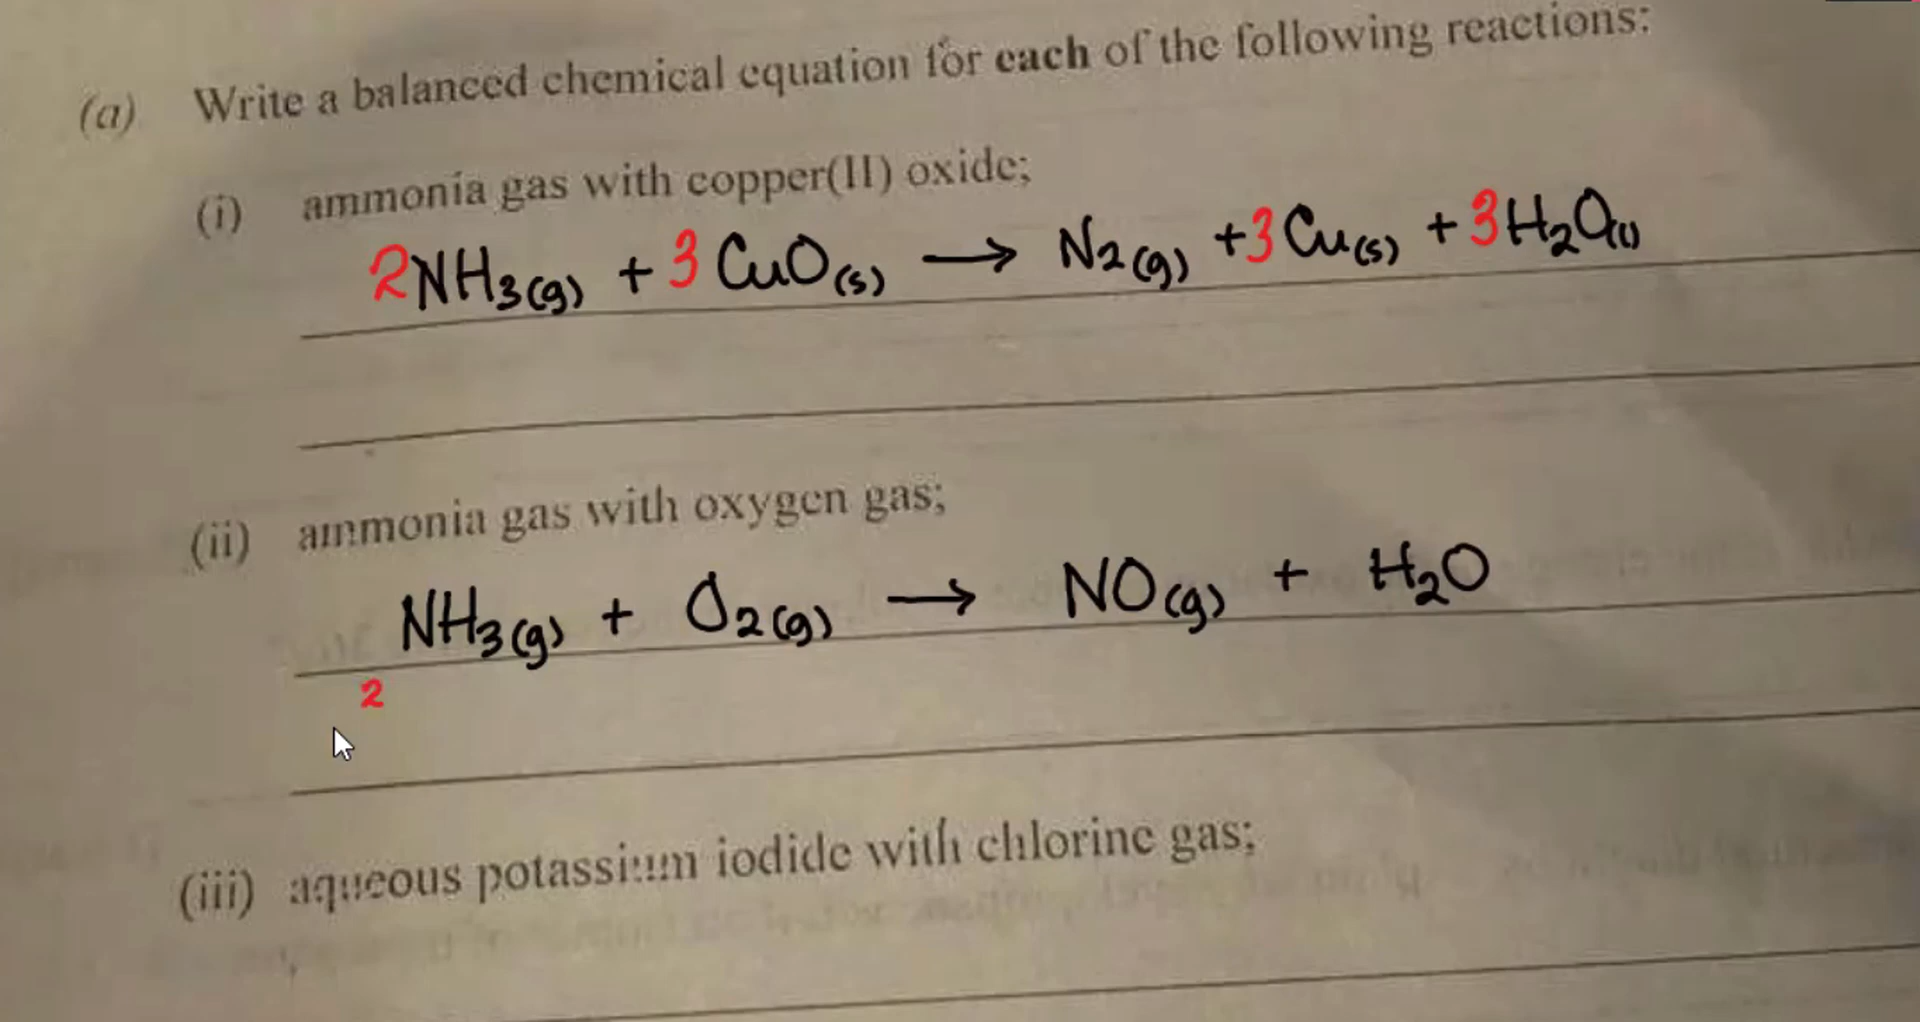 (a) Write a balanced chemical equation for each of the following reactions:
(i) ammonia gas with copper(II) oxide;
2NH₃(g) + 3CuO(s) → N₂(g) + 3Cu(s) + 3H₂O(l)
(ii) ammonia gas with oxygen gas;
NH₃(g) + O₂(g) → NO(g) + H₂O
2
(iii) aqueous potassium iodide with chlorine gas;